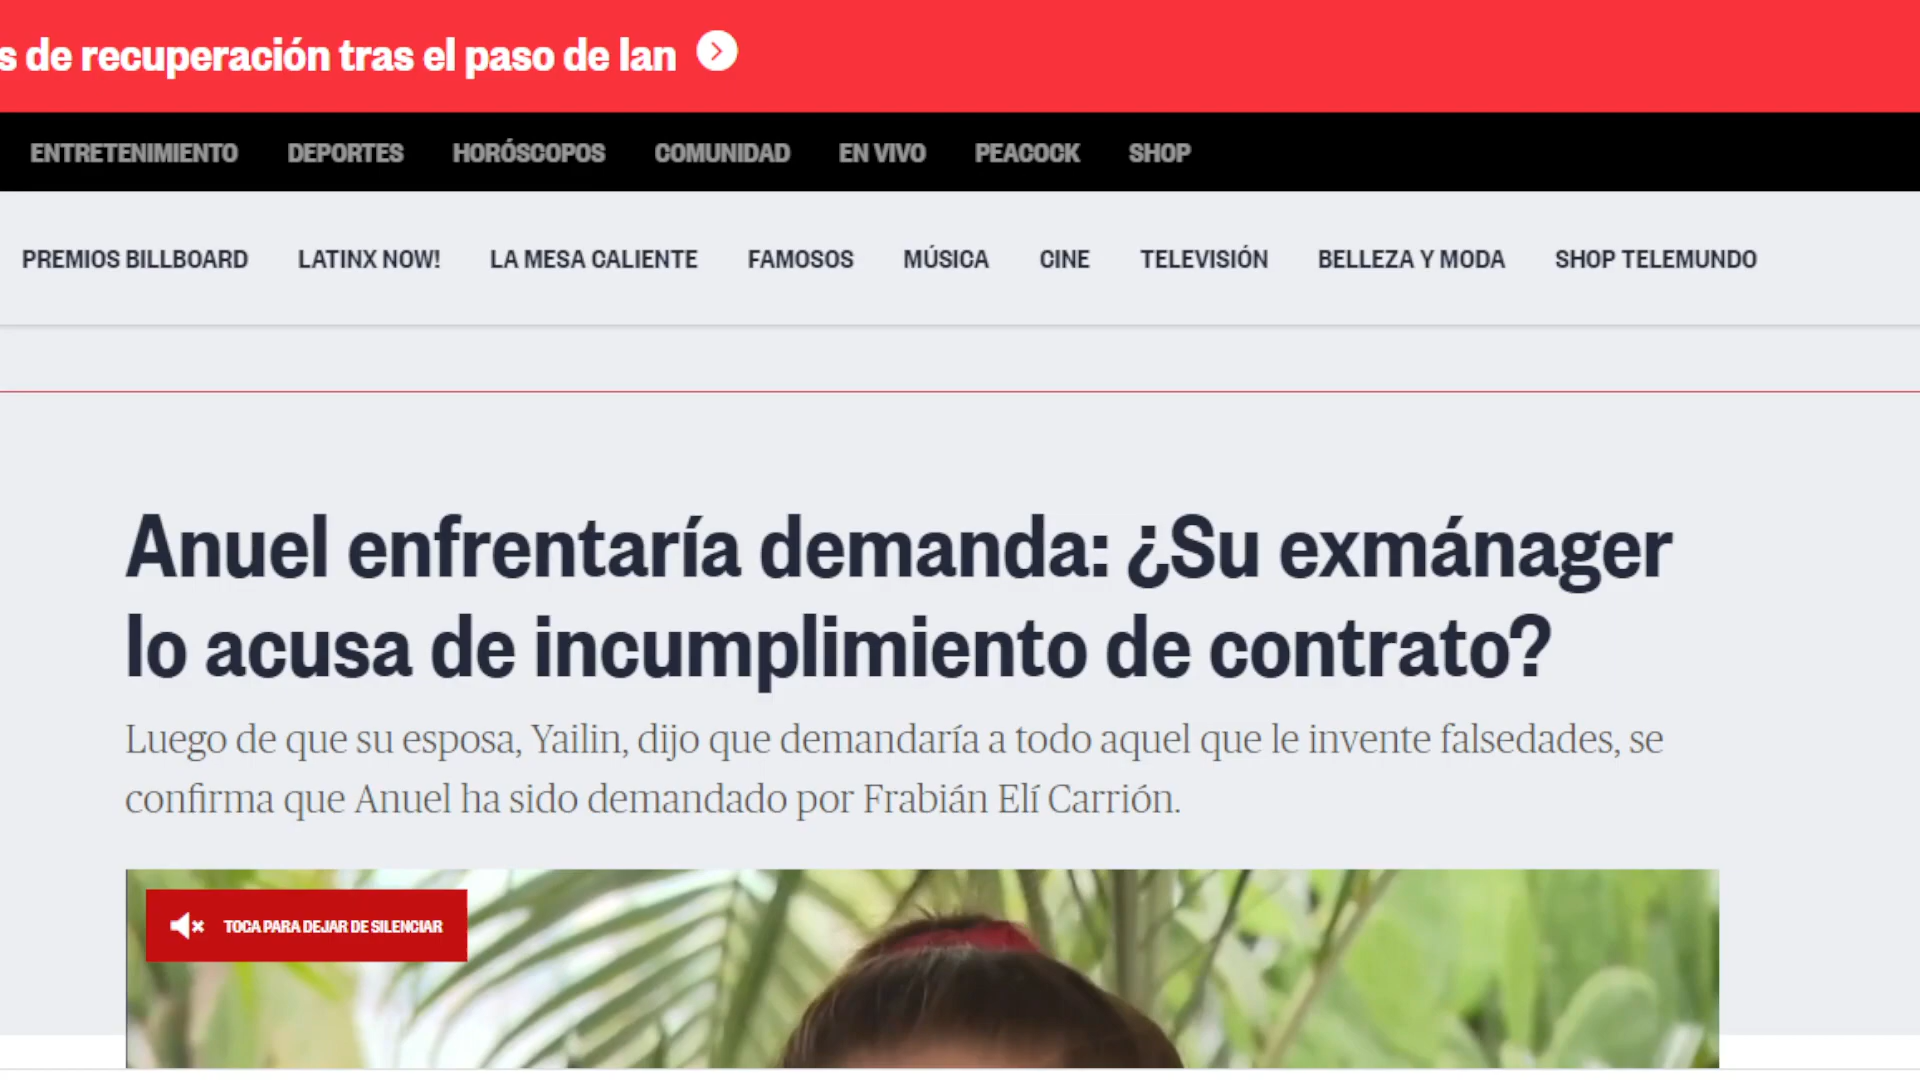 s de recuperación tras el paso de Ian
ENTRETENIMIENTO DEPORTES HORÓSCOPOS COMUNIDAD EN VIVO PEACOCK SHOP
PREMIOS BILLBOARD LATINX NOW! LA MESA CALIENTE FAMOSOS MÚSICA CINE TELEVISIÓN BELLEZA Y MODA SHOP TELEMUNDO
Anuel enfrentaría demanda: ¿Su exmánager
lo acusa de incumplimiento de contrato?
Luego de que su esposa, Yailin, dijo que demandaría a todo aquel que le invente falsedades, se
confirma que Anuel ha sido demandado por Frabián Elí Carrión.
TOCA PARA DEJAR DE SILENCIAR